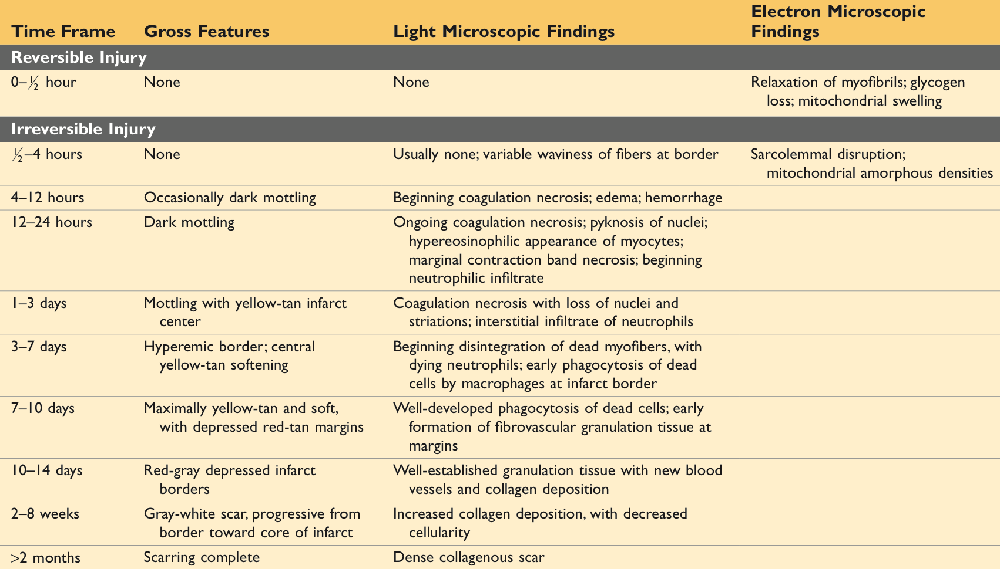 Time Frame Gross Features Light Microscopic Findings Electron Microscopic
Findings
Reversible Injury
0–½ hour None None Relaxation of myofibrils; glycogen
loss; mitochondrial swelling
Irreversible Injury
½–4 hours None Usually none; variable waviness of fibers at border Sarcolemmal disruption;
mitochondrial amorphous densities
4–12 hours Occasionally dark mottling Beginning coagulation necrosis; edema; hemorrhage
12–24 hours Dark mottling Ongoing coagulation necrosis; pyknosis of nuclei;
hypereosinophilic appearance of myocytes;
marginal contraction band necrosis; beginning
neutrophilic infiltrate
1–3 days Mottling with yellow-tan infarct
center
Coagulation necrosis with loss of nuclei and
striations; interstitial infiltrate of neutrophils
3–7 days Hyperemic border; central
yellow-tan softening
Beginning disintegration of dead myofibers, with
dying neutrophils; early phagocytosis of dead
cells by macrophages at infarct border
7–10 days Maximally yellow-tan and soft,
with depressed red-tan margins
Well-developed phagocytosis of dead cells; early
formation of fibrovascular granulation tissue at
margins
10–14 days Red-gray depressed infarct
borders
Well-established granulation tissue with new blood
vessels and collagen deposition
2–8 weeks Gray-white scar, progressive from
border toward core of infarct
Increased collagen deposition, with decreased
cellularity
>2 months Scarring complete Dense collagenous scar